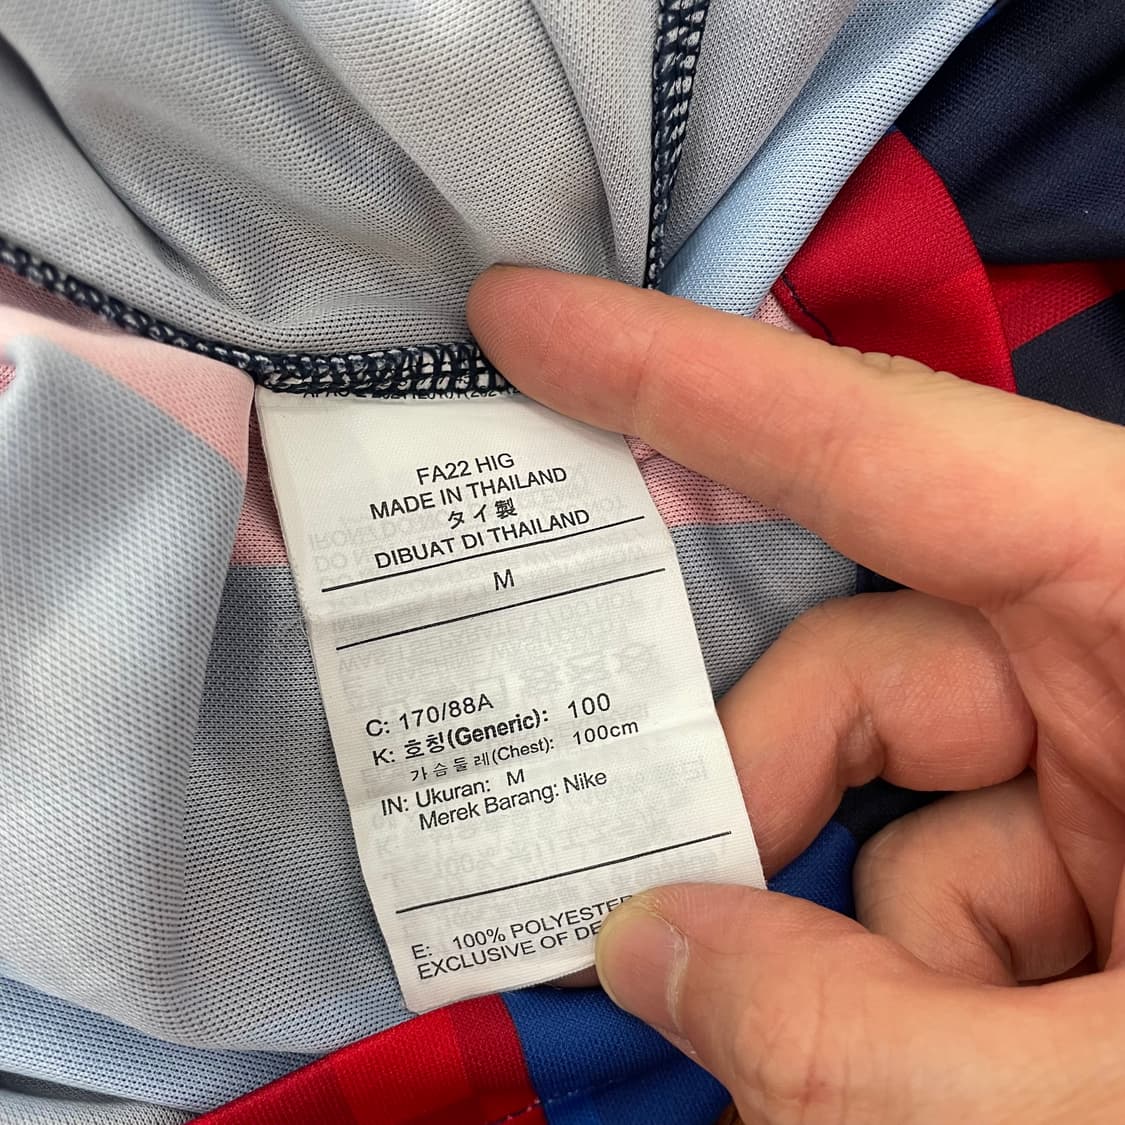 FA22 HIG
MADE IN THAILAND
タイ製
DIBUAT DI THAILAND
M
C: 170/88A
K: 호칭(Generic): 100
가슴둘레(Chest): 100cm
IN: Ukuran: M
Merek Barang: Nike
E: 100% POLYESTER
EXCLUSIVE OF